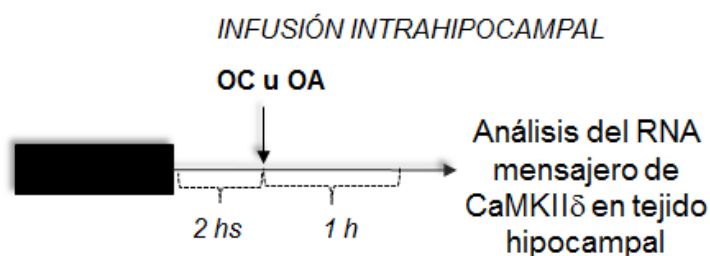 INFUSIÓN INTRAHIPOCAMPAL
OC u OA
Análisis del RNA
mensajero de
CaMKIIδ en tejido
hipocampal
2 hs
1 h